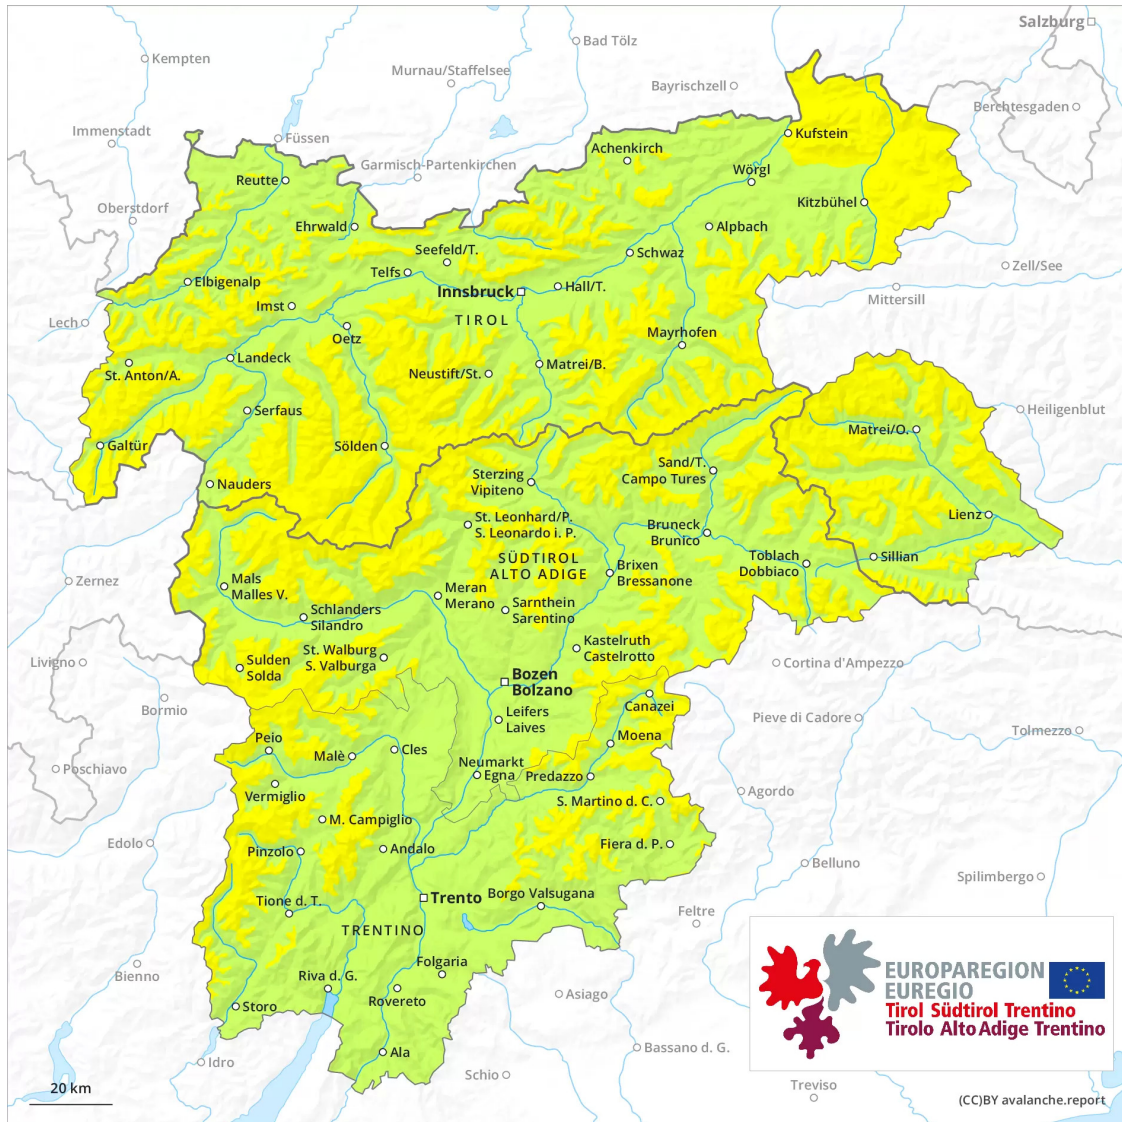 Salzburg
Bad Tölz
Kempten
Murnau/Staffelsee
Bayrischzell
Berchtesgaden
Immenstadt
Füssen
Kufstein
Achenkirch
Garmisch-Partenkirchen
Wörgl
Reutte
Kitzbühel
Oberstdorf
Ehrwald
Alpbach
Seefeld/T.
Schwaz
Zell/See
Telfs
Elbigenalp
Innsbruck
Hall/T.
Mittersill
Imst
TIROL
Lech
Oetz
Mayrhofen
Landeck
Matrei/B.
St. Anton/A.
Neustift/St.
Serfaus
Heiligenblut
Matrei/O.
Galtür
Sölden
Sand/T.
Campo Tures
Sterzing
Vipiteno
Nauders
Lienz
St. Leonhard/P.
S. Leonardo i. P.
Bruneck
Brunico
SÜDTIROL
ALTO ADIGE
Toblach
Dobbiaco
Sillian
Brixen
Bressanone
Zernez
Mals
Malles V.
Meran
Merano
Sarnthein
Sarentino
Schlanders
Silandro
Kastelruth
Castelrotto
St. Walburg
S. Valburga
Livigno
Sulden
Solda
Cortina d'Ampezzo
Bozen
Bolzano
Canazei
Bormio
Leifers
Laives
Pieve di Cadore
Tolmezzo
Peio
Moena
Malè
Cles
Neumarkt
Egna
Predazzo
Poschiavo
Vermiglio
Agordo
S. Martino d. C.
M. Campiglio
Edolo
Pinzolo
Andalo
Fiera d. P.
Belluno
Spilimbergo
Trento
Borgo Valsugana
Tione d. T.
Feltre
TRENTINO
Folgaria
Bienno
Riva d. G.
Rovereto
Asiago
Storo
Ala
Idro
Bassano d. G.
Schio
Treviso
20 km
EUROPAREGION
EUREGIO
Tirol Südtirol Trentino
Tirolo Alto Adige Trentino
(CC)BY avalanche.report